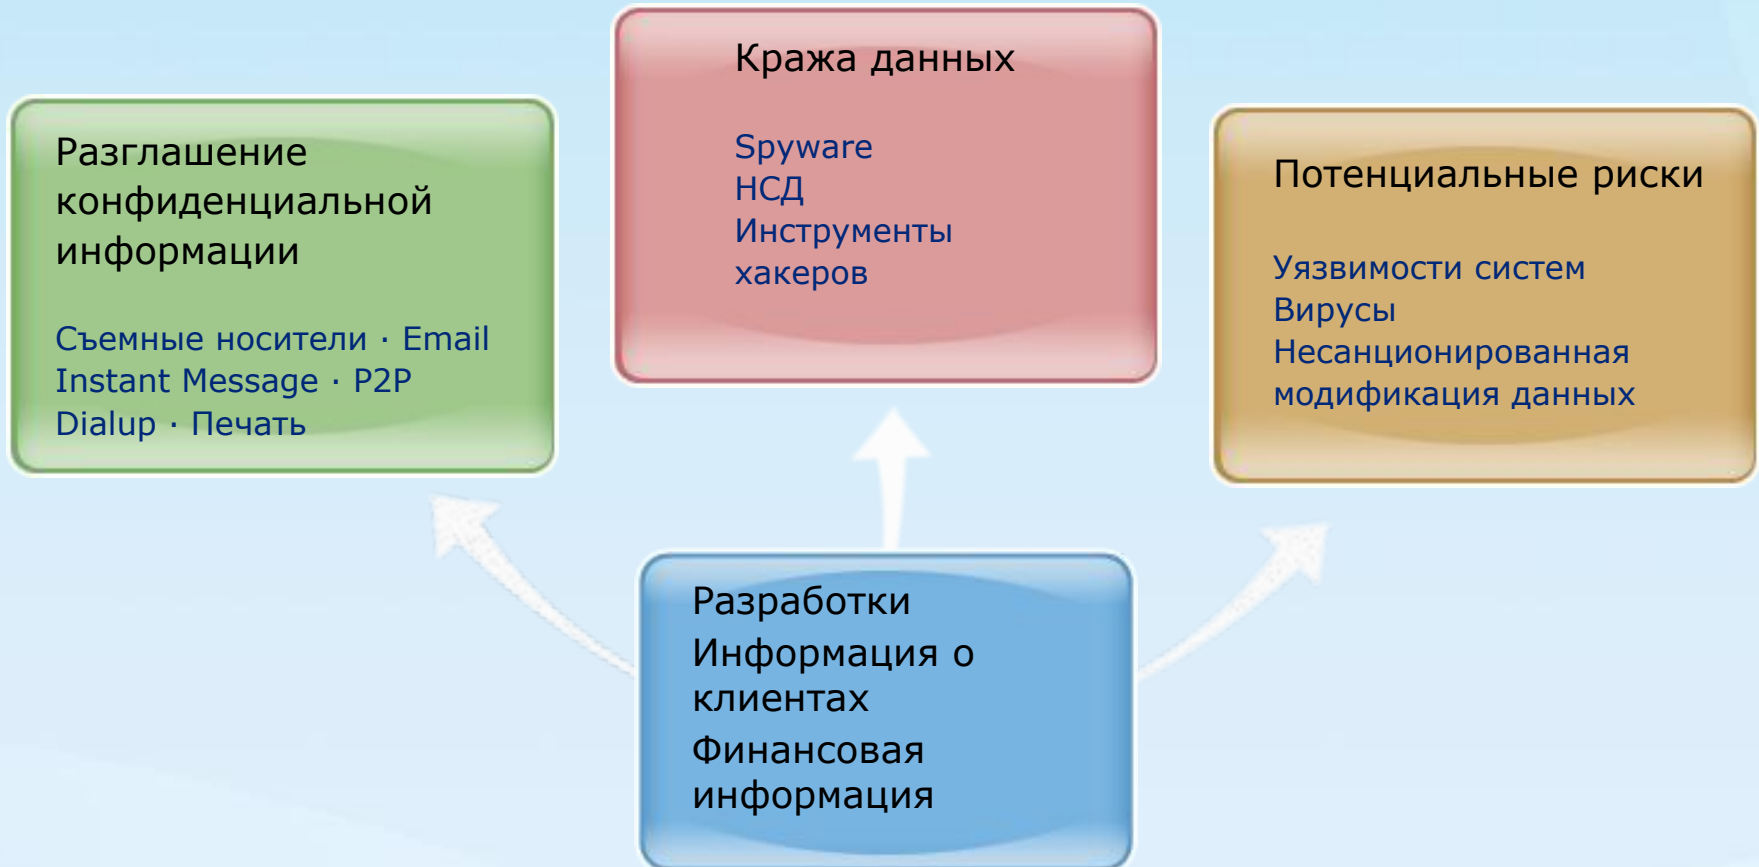 Разглашение
конфиденциальной
информации
Съемные носители · Email
Instant Message · P2P
Dialup · Печать
Кража данных
Spyware
НСД
Инструменты
хакеров
Потенциальные риски
Уязвимости систем
Вирусы
Несанкционированная
модификация данных
Разработки
Информация о
клиентах
Финансовая
информация